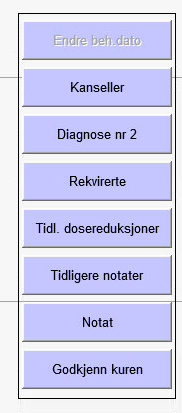 Endre beh.dato
Kanseller
Diagnose nr 2
Rekvirerte
Tidl. dosereduksjoner
Tidligere notater
Notat
Godkjenn kuren